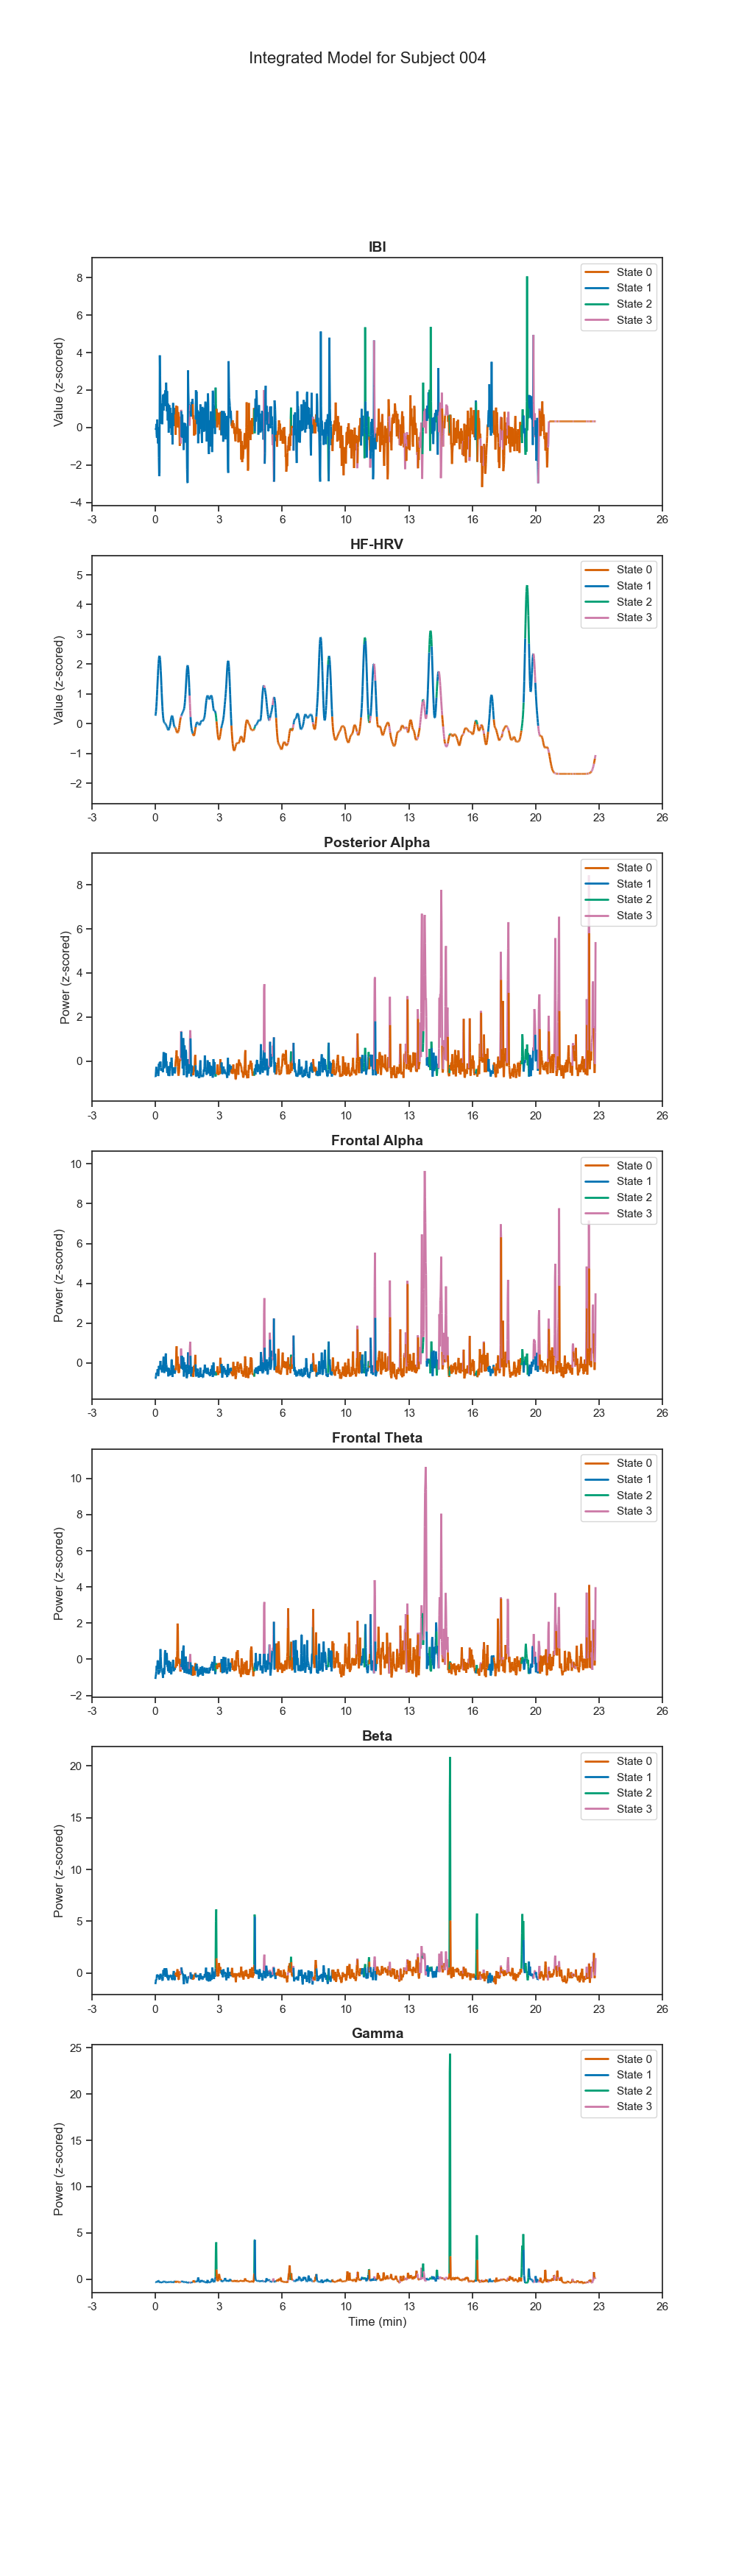 Integrated Model for Subject 004
IBI
Value (z-scored)
8
6
4
2
0
−2
−4
-3 0 3 6 10 13 16 20 23 26
State 0
State 1
State 2
State 3
HF-HRV
Value (z-scored)
5
4
3
2
1
0
−1
−2
-3 0 3 6 10 13 16 20 23 26
State 0
State 1
State 2
State 3
Posterior Alpha
Power (z-scored)
8
6
4
2
0
-3 0 3 6 10 13 16 20 23 26
State 0
State 1
State 2
State 3
Frontal Alpha
Power (z-scored)
10
8
6
4
2
0
-3 0 3 6 10 13 16 20 23 26
State 0
State 1
State 2
State 3
Frontal Theta
Power (z-scored)
10
8
6
4
2
0
−2
-3 0 3 6 10 13 16 20 23 26
State 0
State 1
State 2
State 3
Beta
Power (z-scored)
20
15
10
5
0
-3 0 3 6 10 13 16 20 23 26
State 0
State 1
State 2
State 3
Gamma
Power (z-scored)
25
20
15
10
5
0
-3 0 3 6 10 13 16 20 23 26
State 0
State 1
State 2
State 3
Time (min)